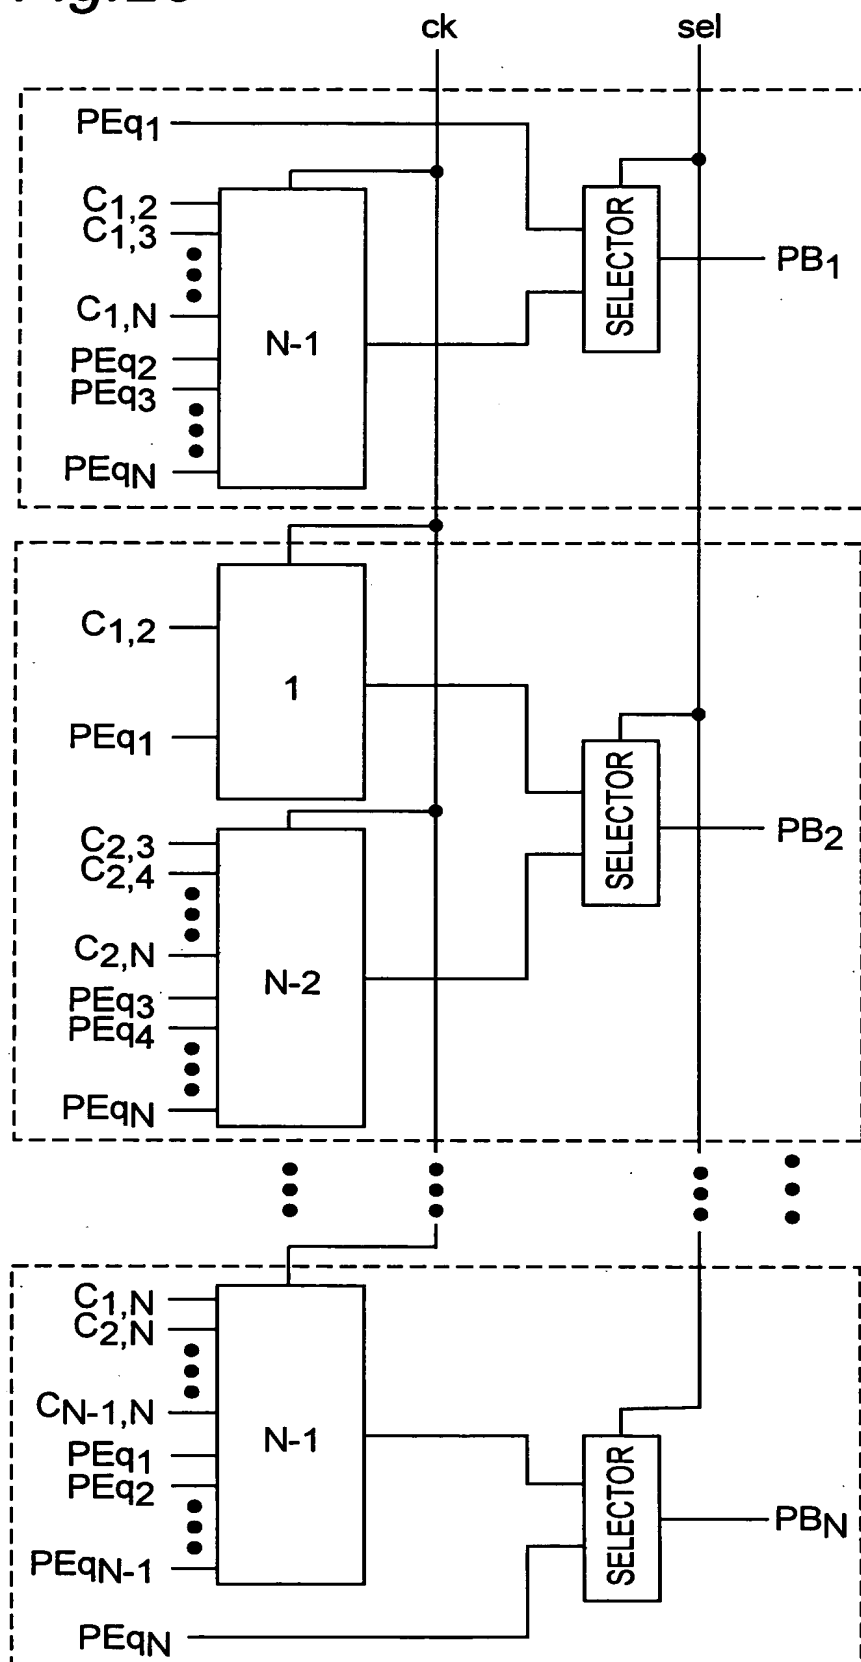 ck sel
PEq1
C1,2
C1,3
C1,N
PEq2
PEq3
PEqN
N-1
SELECTOR
PB1
C1,2
PEq1
1
C2,3
C2,4
C2,N
PEq3
PEq4
PEqN
N-2
SELECTOR
PB2
C1,N
C2,N
CN-1,N
PEq1
PEq2
PEqN-1
N-1
PEqN
SELECTOR
PBN